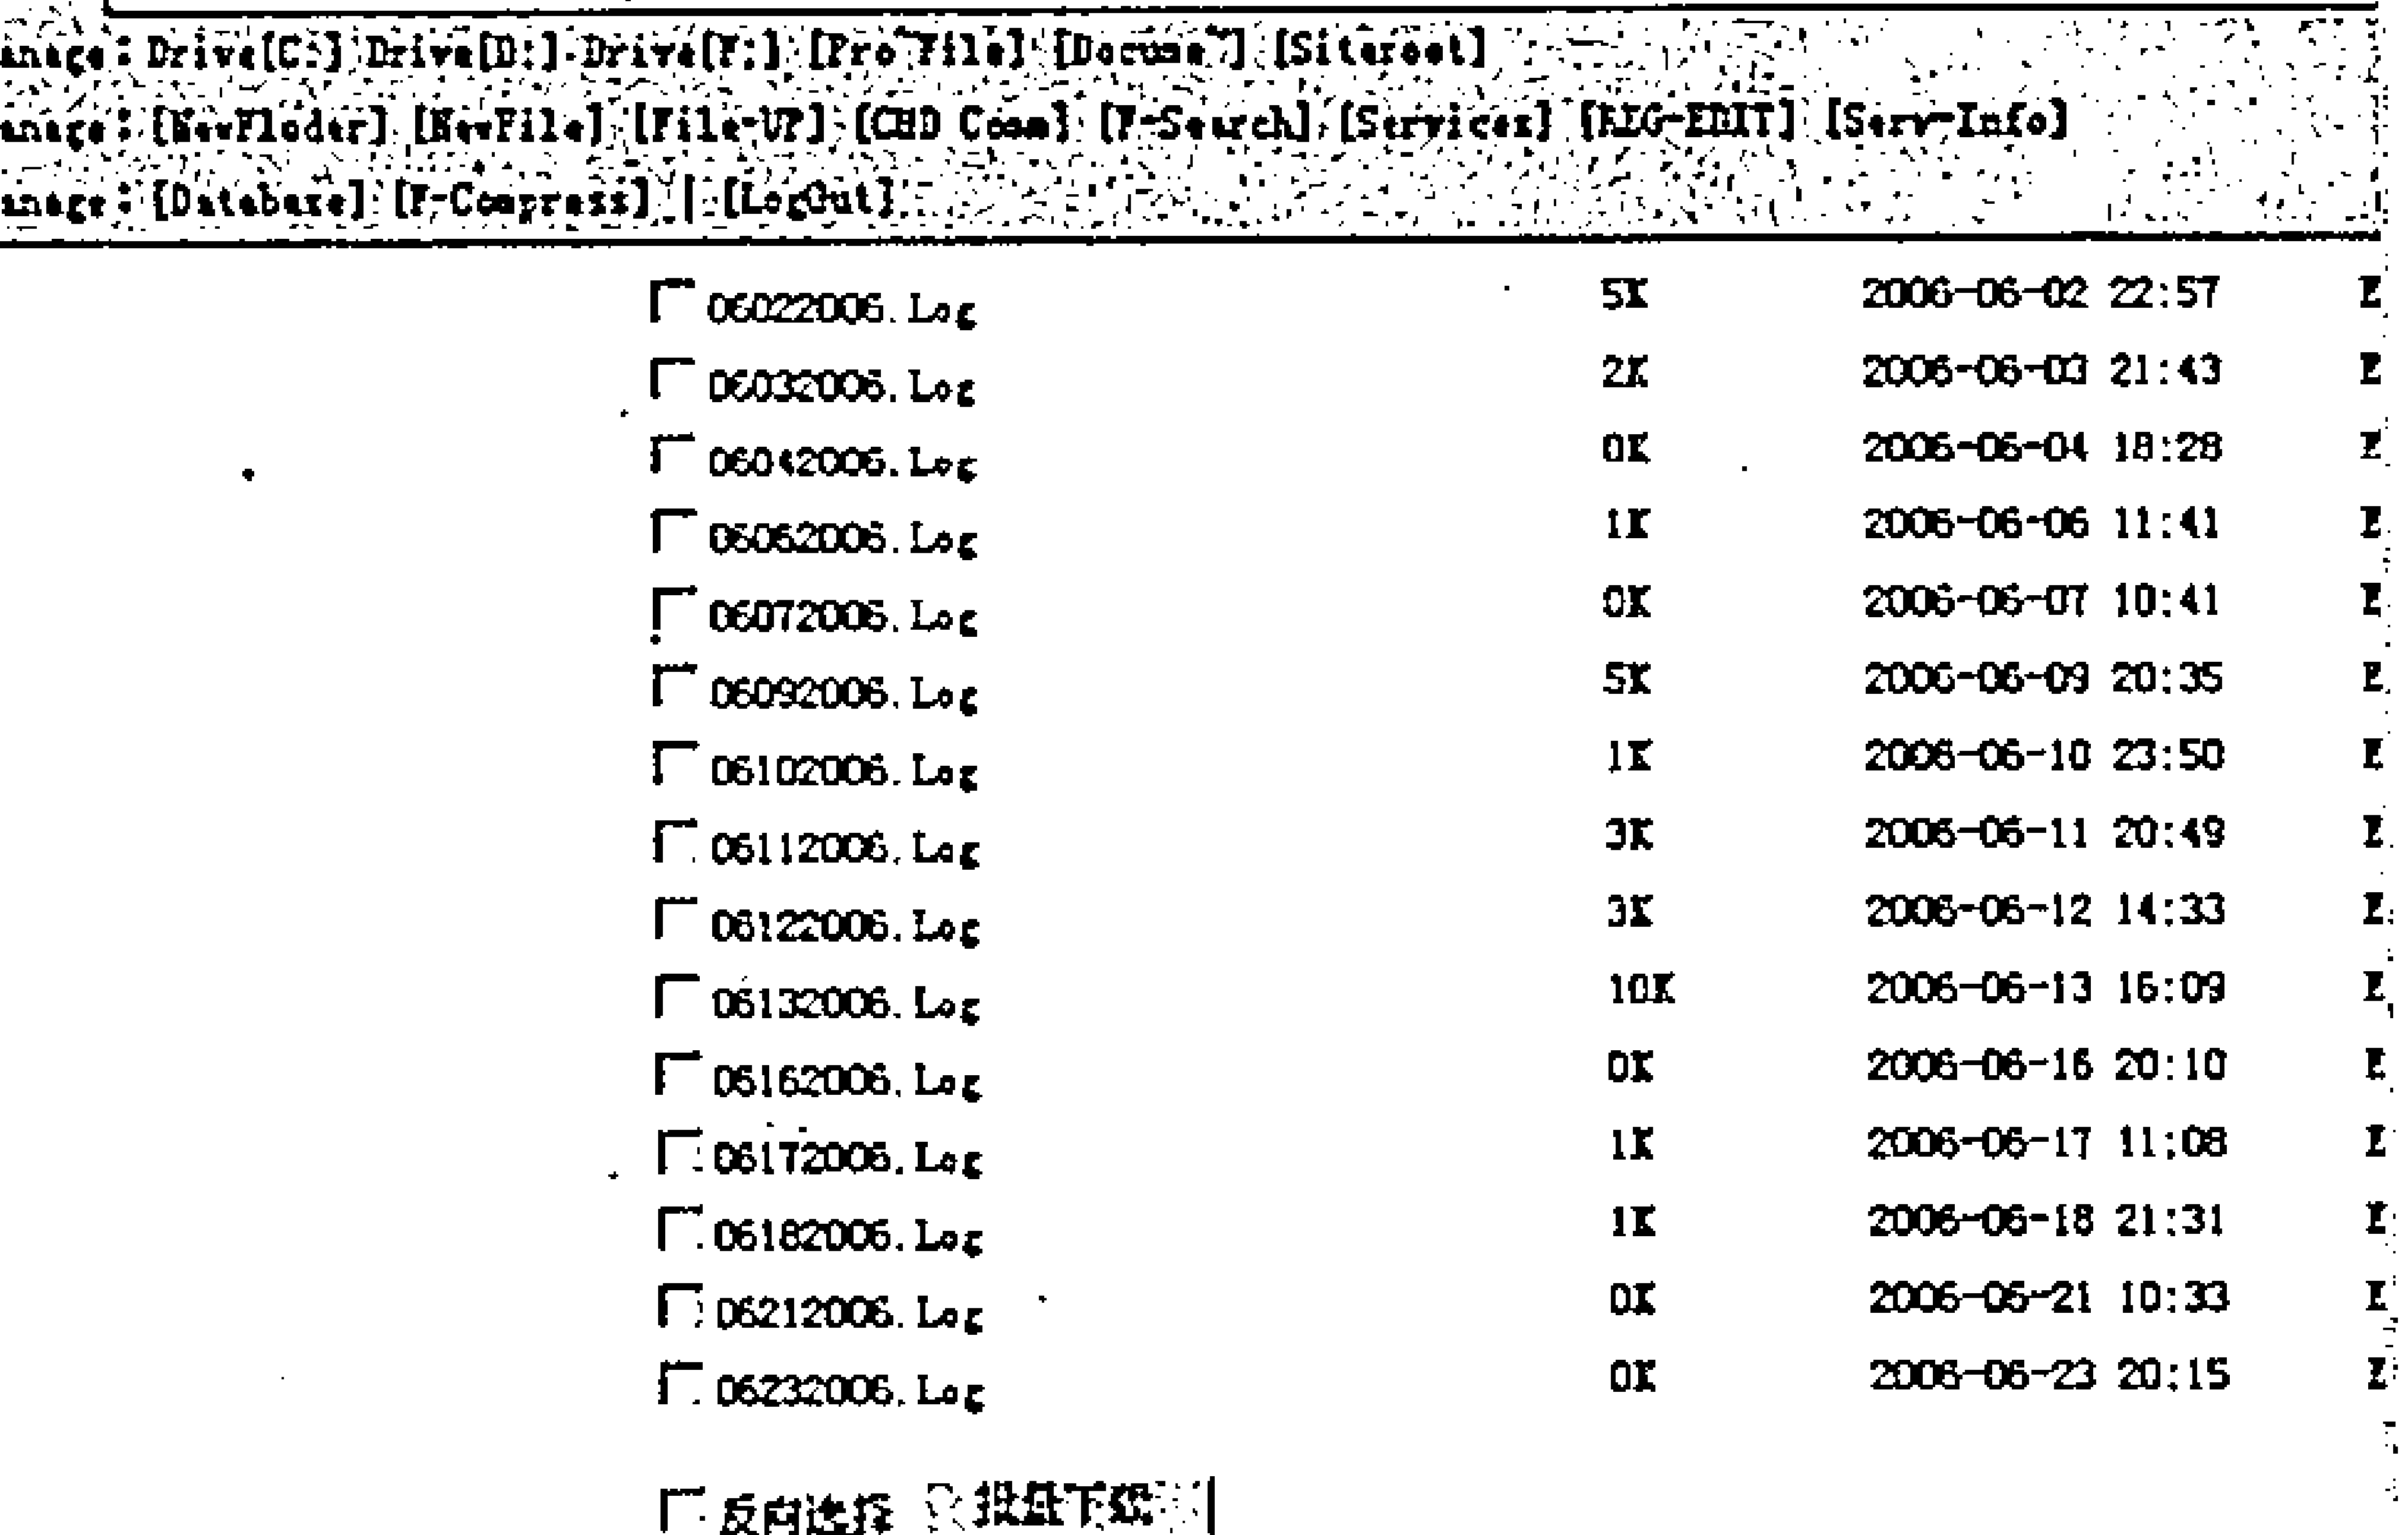 anage: Drive[C:] Drive[D:] Drive[F:] [Pro File] [Docume~] [Siteroot]
anage: [NewFloder] [NewFile] [File-UP] [CMD Comm] [F-Search] [Services] [REG-EDIT] [Serv-Info]
anage: [Database] [F-Compress] | [LogOut]
06022006.Log 5K 2006-06-02 22:57
06032006.Log 2K 2006-06-03 21:43
06042006.Log 0K 2006-06-04 18:28
06062006.Log 1K 2006-06-06 11:41
06072006.Log 0K 2006-06-07 10:41
06092006.Log 5K 2006-06-09 20:35
06102006.Log 1K 2006-06-10 23:50
06112006.Log 3K 2006-06-11 20:49
06122006.Log 3K 2006-06-12 14:33
06132006.Log 10K 2006-06-13 16:09
06162006.Log 0K 2006-06-16 20:10
06172006.Log 1K 2006-06-17 11:08
06182006.Log 1K 2006-06-18 21:31
06212006.Log 0K 2006-06-21 10:33
06232006.Log 0K 2006-06-23 20:15
反向选择 批量下载